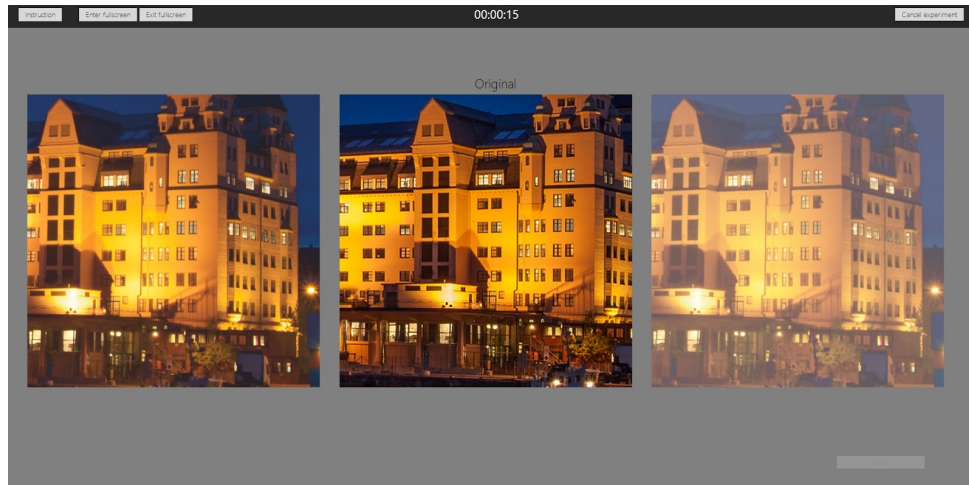 Instruction
Enter fullscreen
Exit fullscreen
00:00:15
Cancel experiment
Original